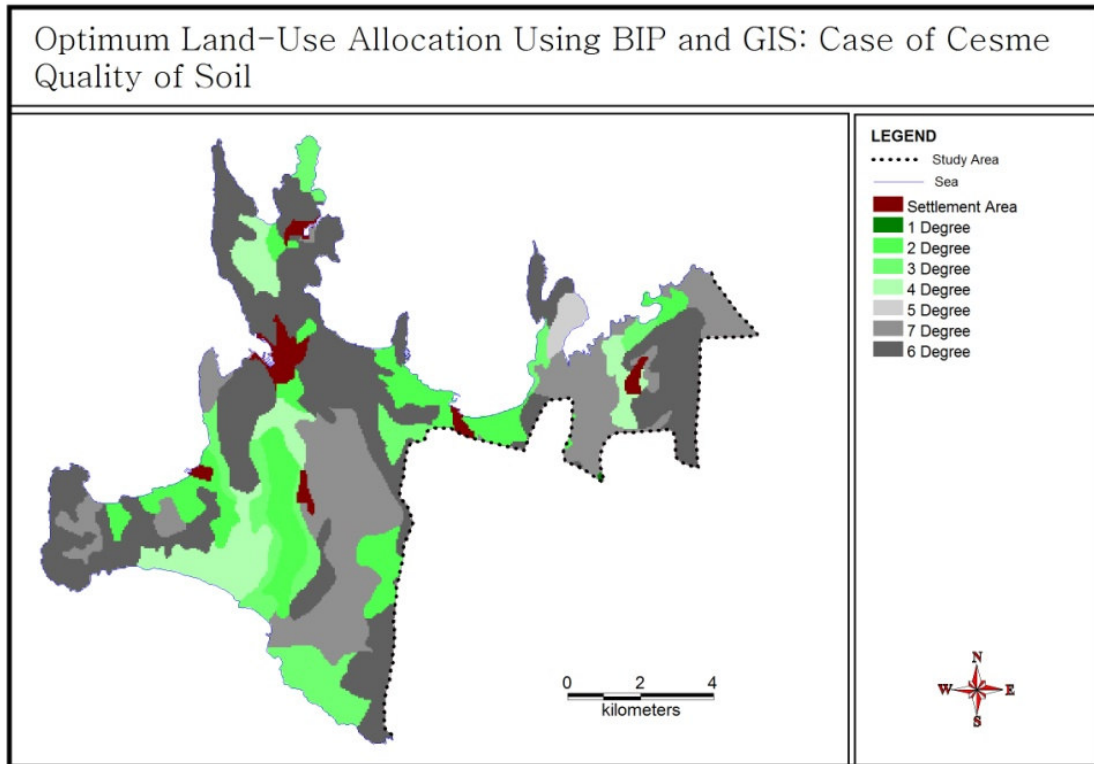 Optimum Land-Use Allocation Using BIP and GIS: Case of Cesme
Quality of Soil
LEGEND
Study Area
Sea
Settlement Area
1 Degree
2 Degree
3 Degree
4 Degree
5 Degree
7 Degree
6 Degree
0 2 4
kilometers
N
W E
S